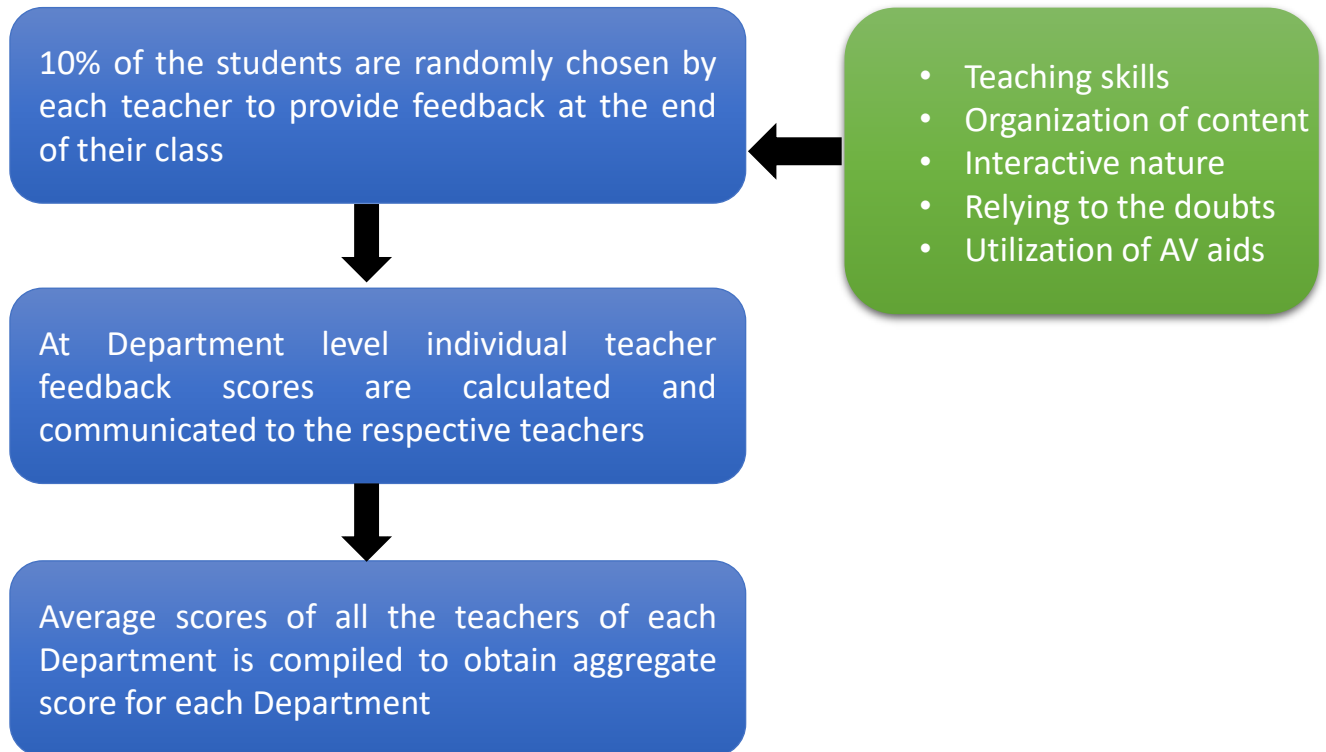 10% of the students are randomly chosen by
each teacher to provide feedback at the end
of their class
• Teaching skills
• Organization of content
• Interactive nature
• Relying to the doubts
• Utilization of AV aids
At Department level individual teacher
feedback scores are calculated and
communicated to the respective teachers
Average scores of all the teachers of each
Department is compiled to obtain aggregate
score for each Department